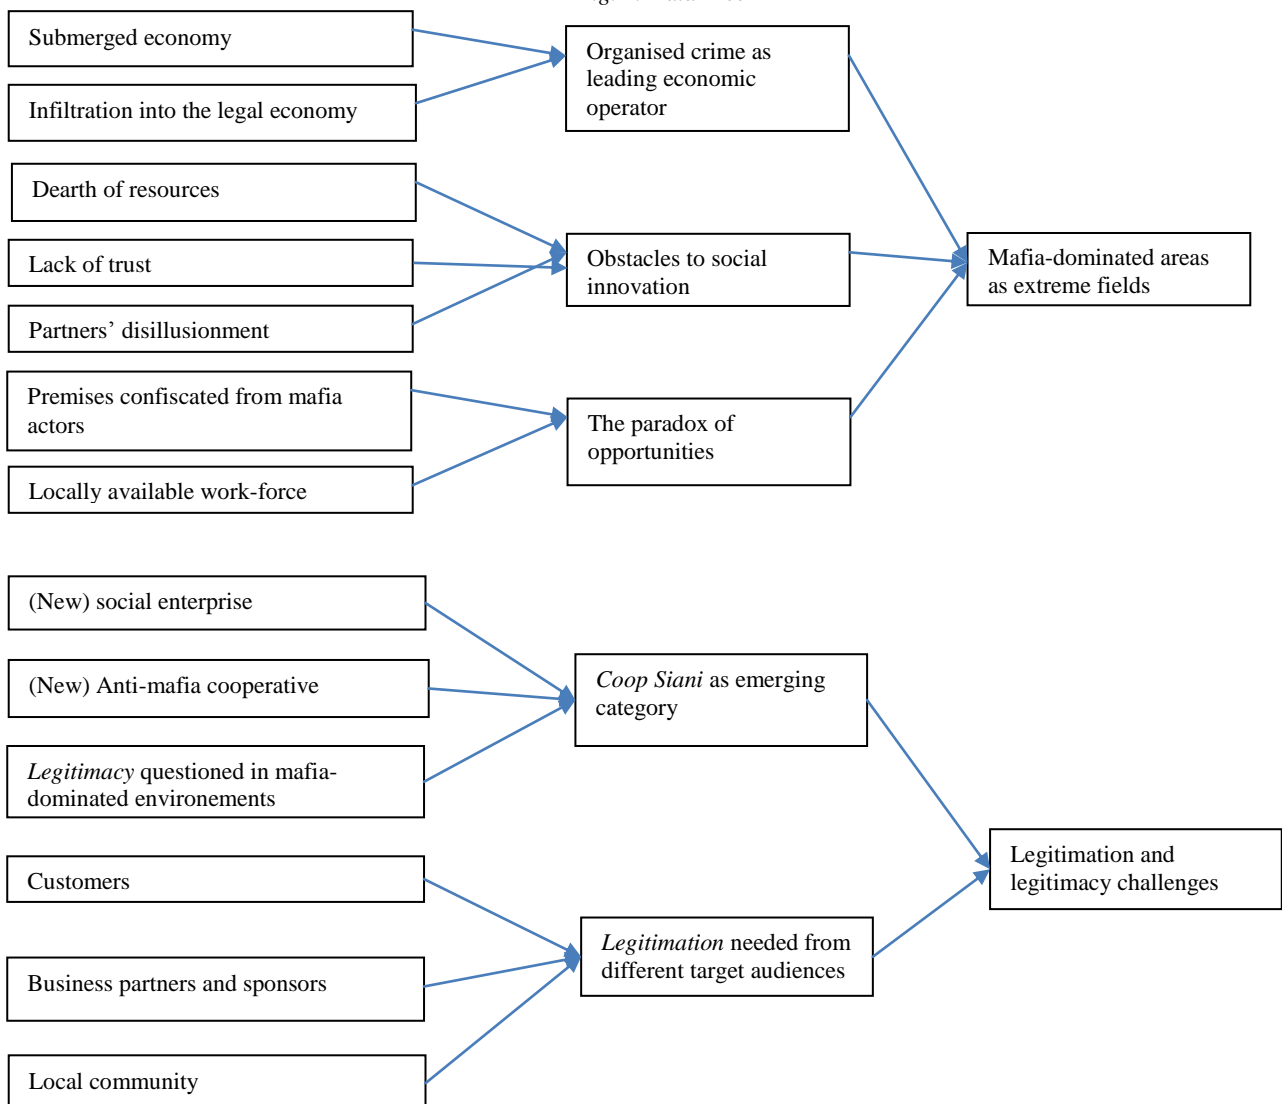 Submerged economy
Infiltration into the legal economy
Organised crime as
leading economic
operator
Dearth of resources
Lack of trust
Partners’ disillusionment
Obstacles to social
innovation
Premises confiscated from mafia
actors
Locally available work-force
The paradox of
opportunities
Mafia-dominated areas
as extreme fields
(New) social enterprise
(New) Anti-mafia cooperative
Legitimacy questioned in mafia-
dominated environements
Coop Siani as emerging
category
Customers
Business partners and sponsors
Local community
Legitimation needed from
different target audiences
Legitimation and
legitimacy challenges